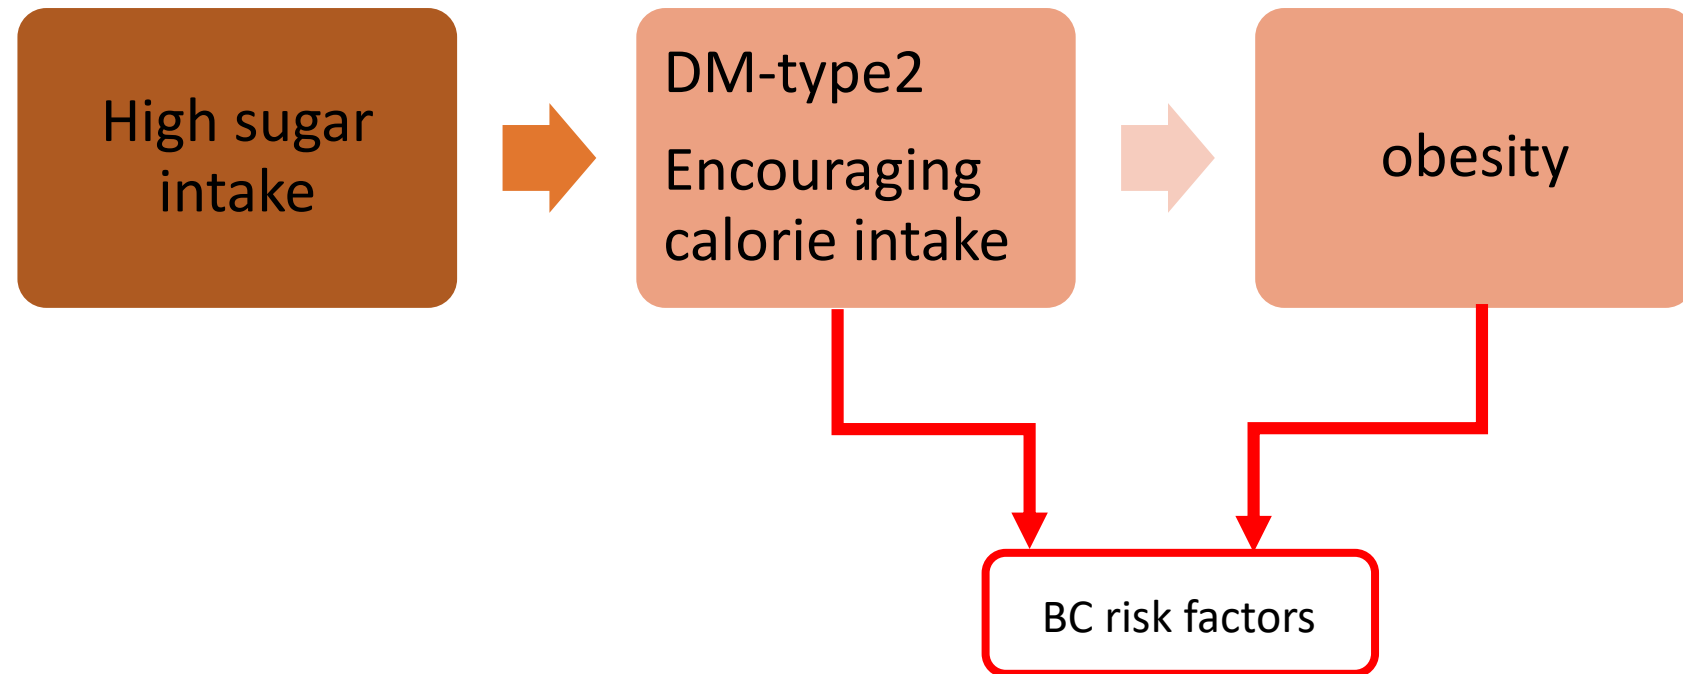 High sugar
intake
DM-type2
Encouraging
calorie intake
obesity
BC risk factors